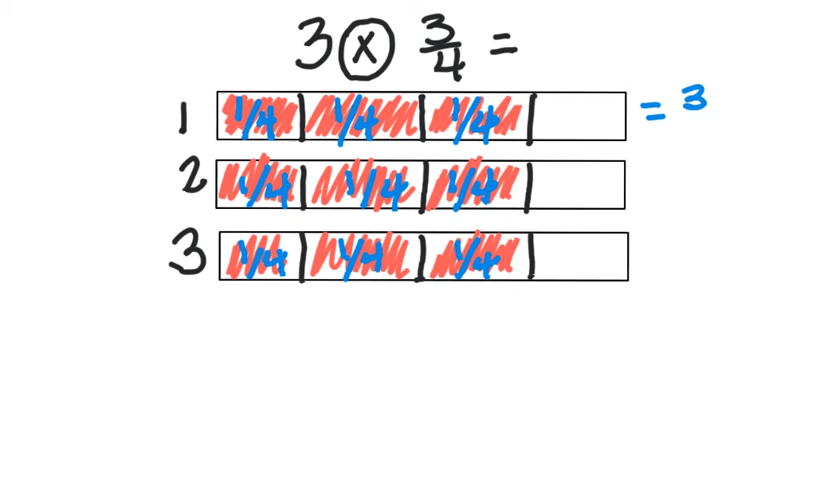 3 × 3/4 =
1 1/4 1/4 1/4 = 3
2 1/4 1/4 1/4
3 1/4 1/4 1/4